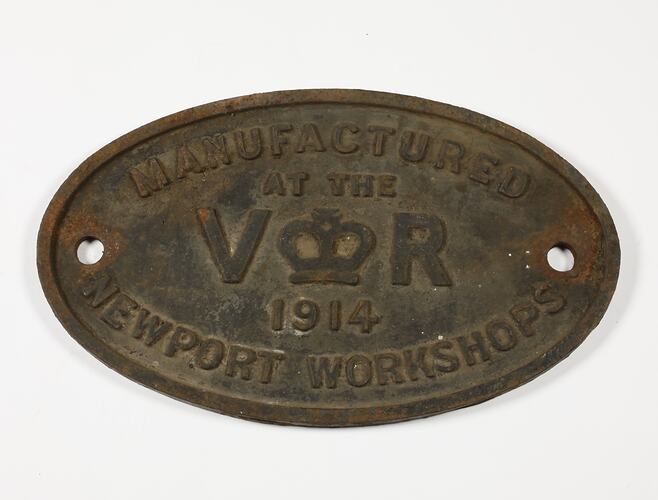 MANUFACTURED
AT THE
V R
1914
NEWPORT WORKSHOPS